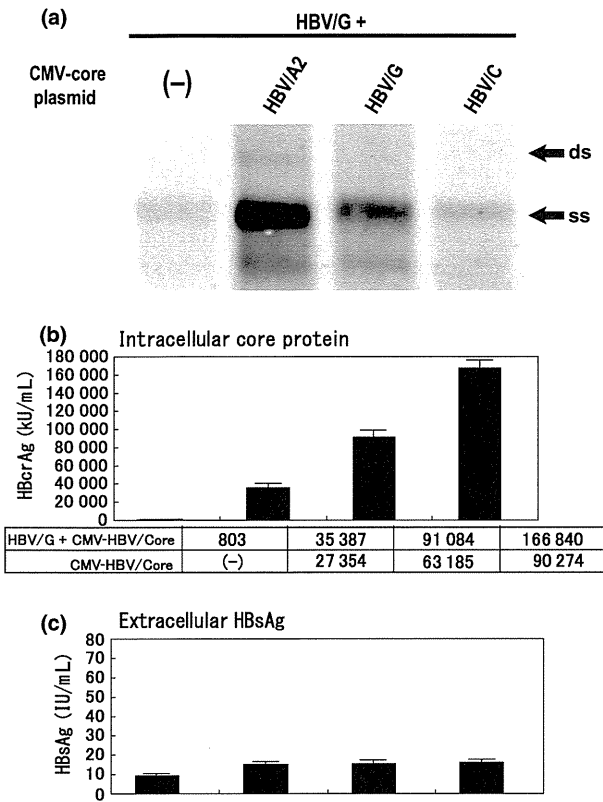 (a)
HBV/G +
CMV-core
plasmid
(−)
HBV/A2
HBV/G
HBV/C
ds
ss
(b)
Intracellular core protein
HBcrAg (kU/mL)
180 000
160 000
140 000
120 000
100 000
80 000
60 000
40 000
20 000
0
HBV/G + CMV-HBV/Core 803 35 387 91 084 166 840
CMV-HBV/Core (−) 27 354 63 185 90 274
(c)
Extracellular HBsAg
HBsAg (IU/mL)
80
70
60
50
40
30
20
10
0